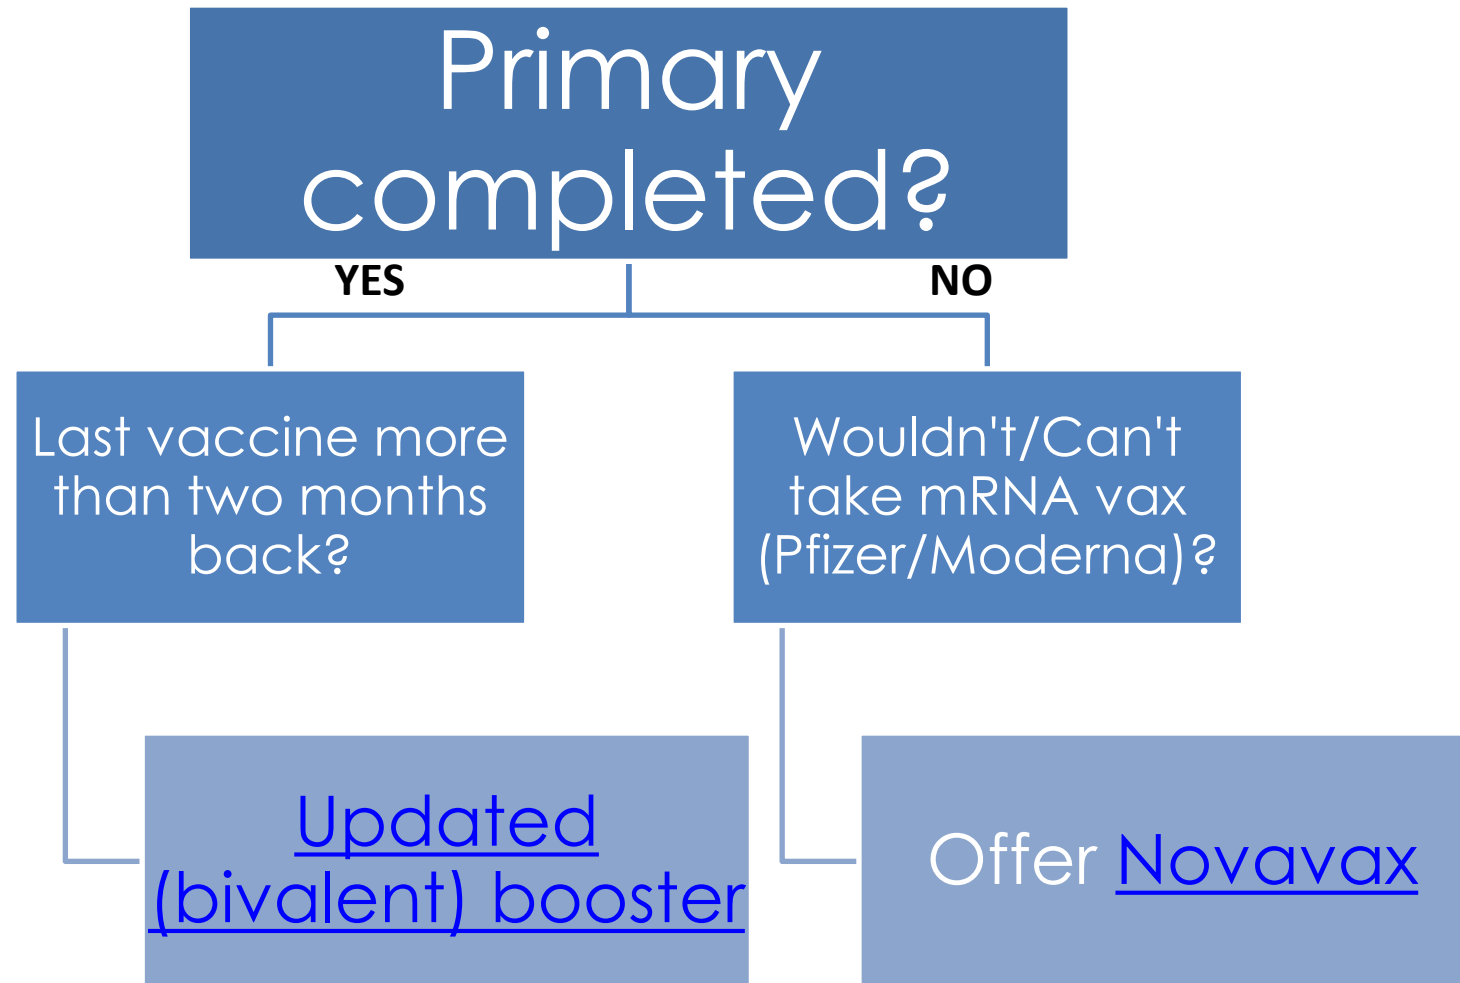 Primary
completed?
YES
NO
Last vaccine more
than two months
back?
Wouldn't/Can't
take mRNA vax
(Pfizer/Moderna)?
Updated
(bivalent) booster
Offer Novavax